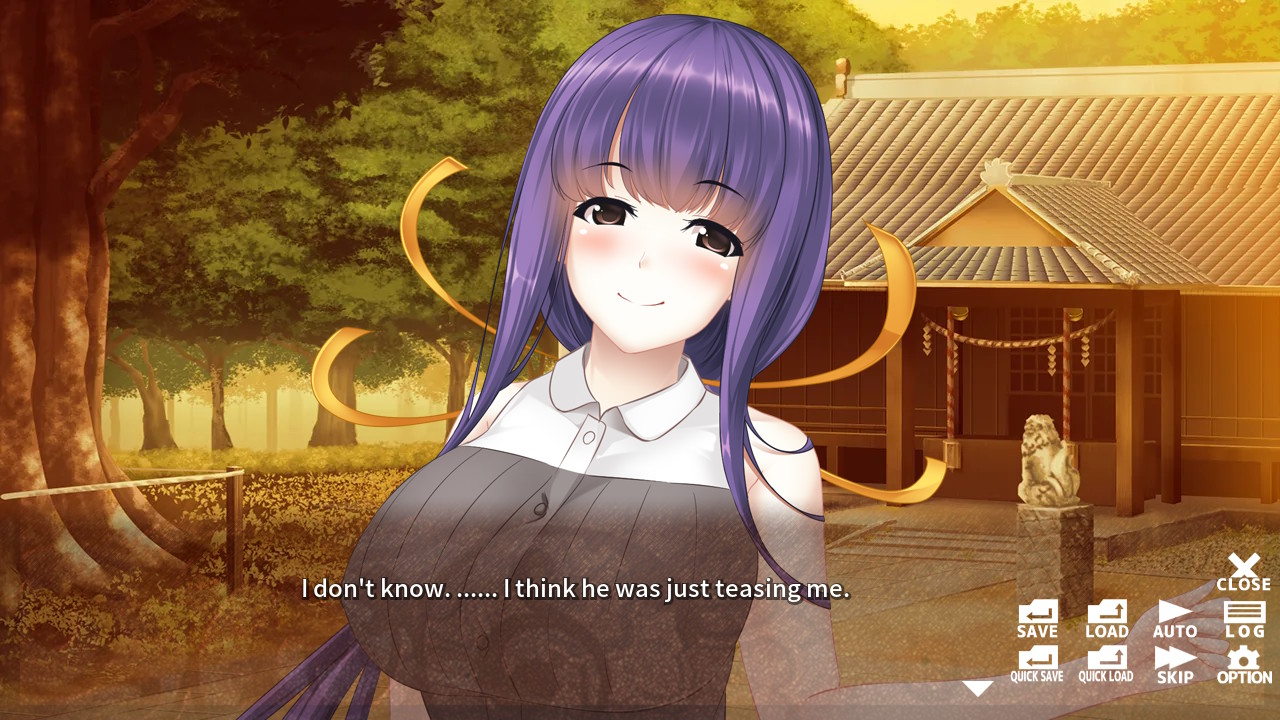 I don't know. ...... I think he was just teasing me.
CLOSE
SAVE LOAD AUTO LOG
QUICK SAVE QUICK LOAD SKIP OPTION